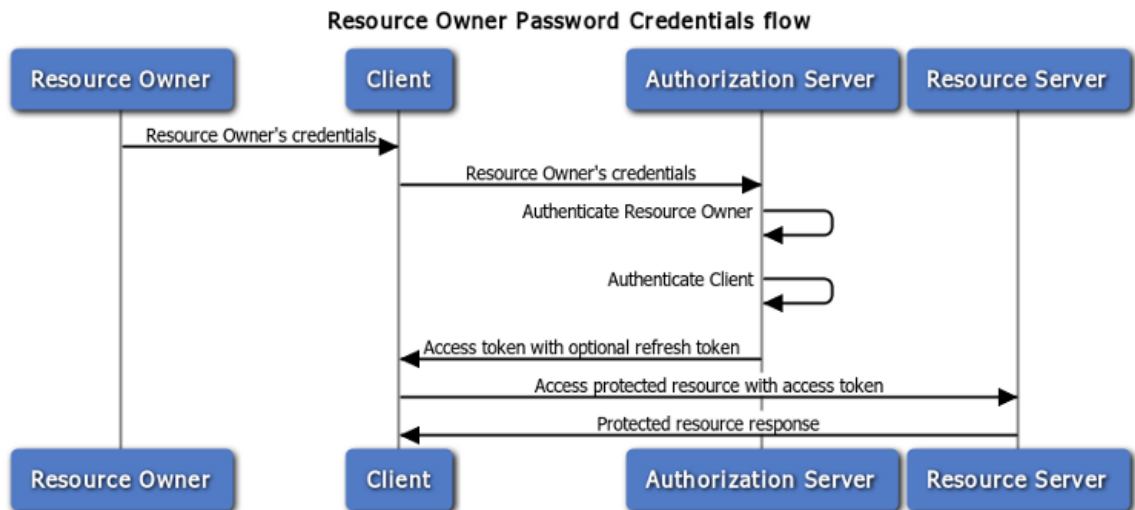 Resource Owner Password Credentials flow
Resource Owner
Client
Authorization Server
Resource Server
Resource Owner's credentials
Resource Owner's credentials
Authenticate Resource Owner
Authenticate Client
Access token with optional refresh token
Access protected resource with access token
Protected resource response
Resource Owner
Client
Authorization Server
Resource Server